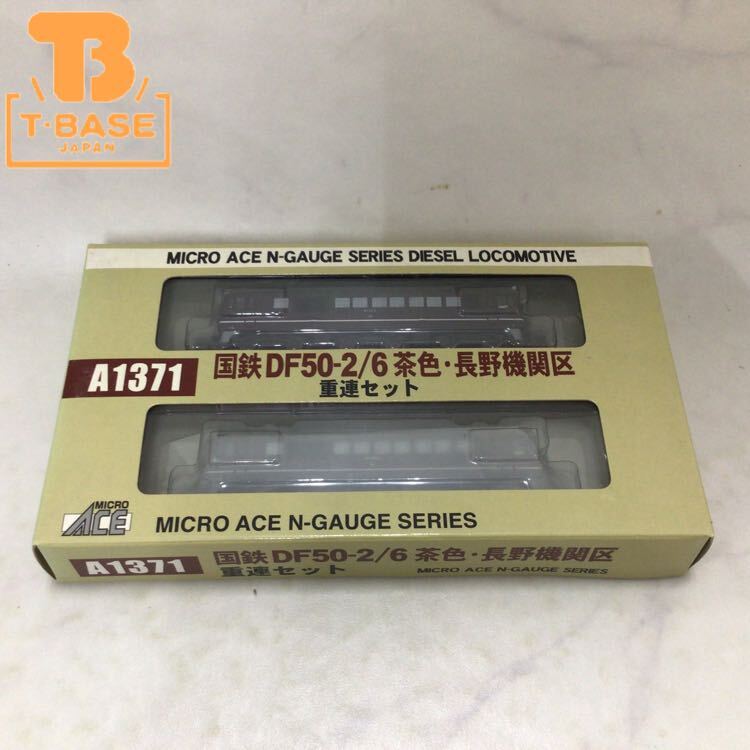 TB
T・BASE
JAPAN
MICRO ACE N-GAUGE SERIES DIESEL LOCOMOTIVE
A1371
国鉄DF50-2/6 茶色・長野機関区
重連セット
MICRO
ACE
MICRO ACE N-GAUGE SERIES
A1371
国鉄DF50-2/6 茶色・長野機関区
重連セット
MICRO ACE N-GAUGE SERIES